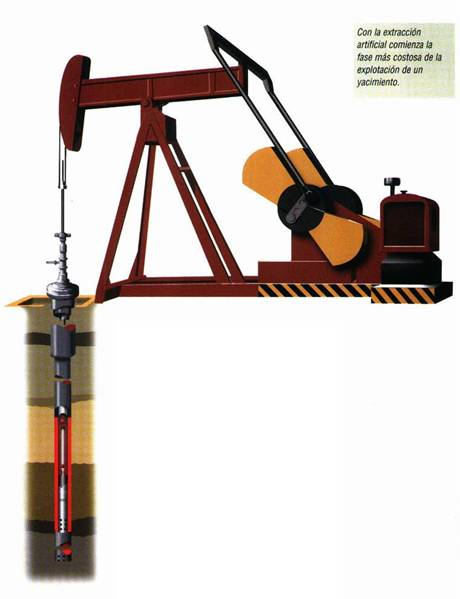 Con la extracción
artificial comienza la
fase más costosa de la
explotación de un
yacimiento.